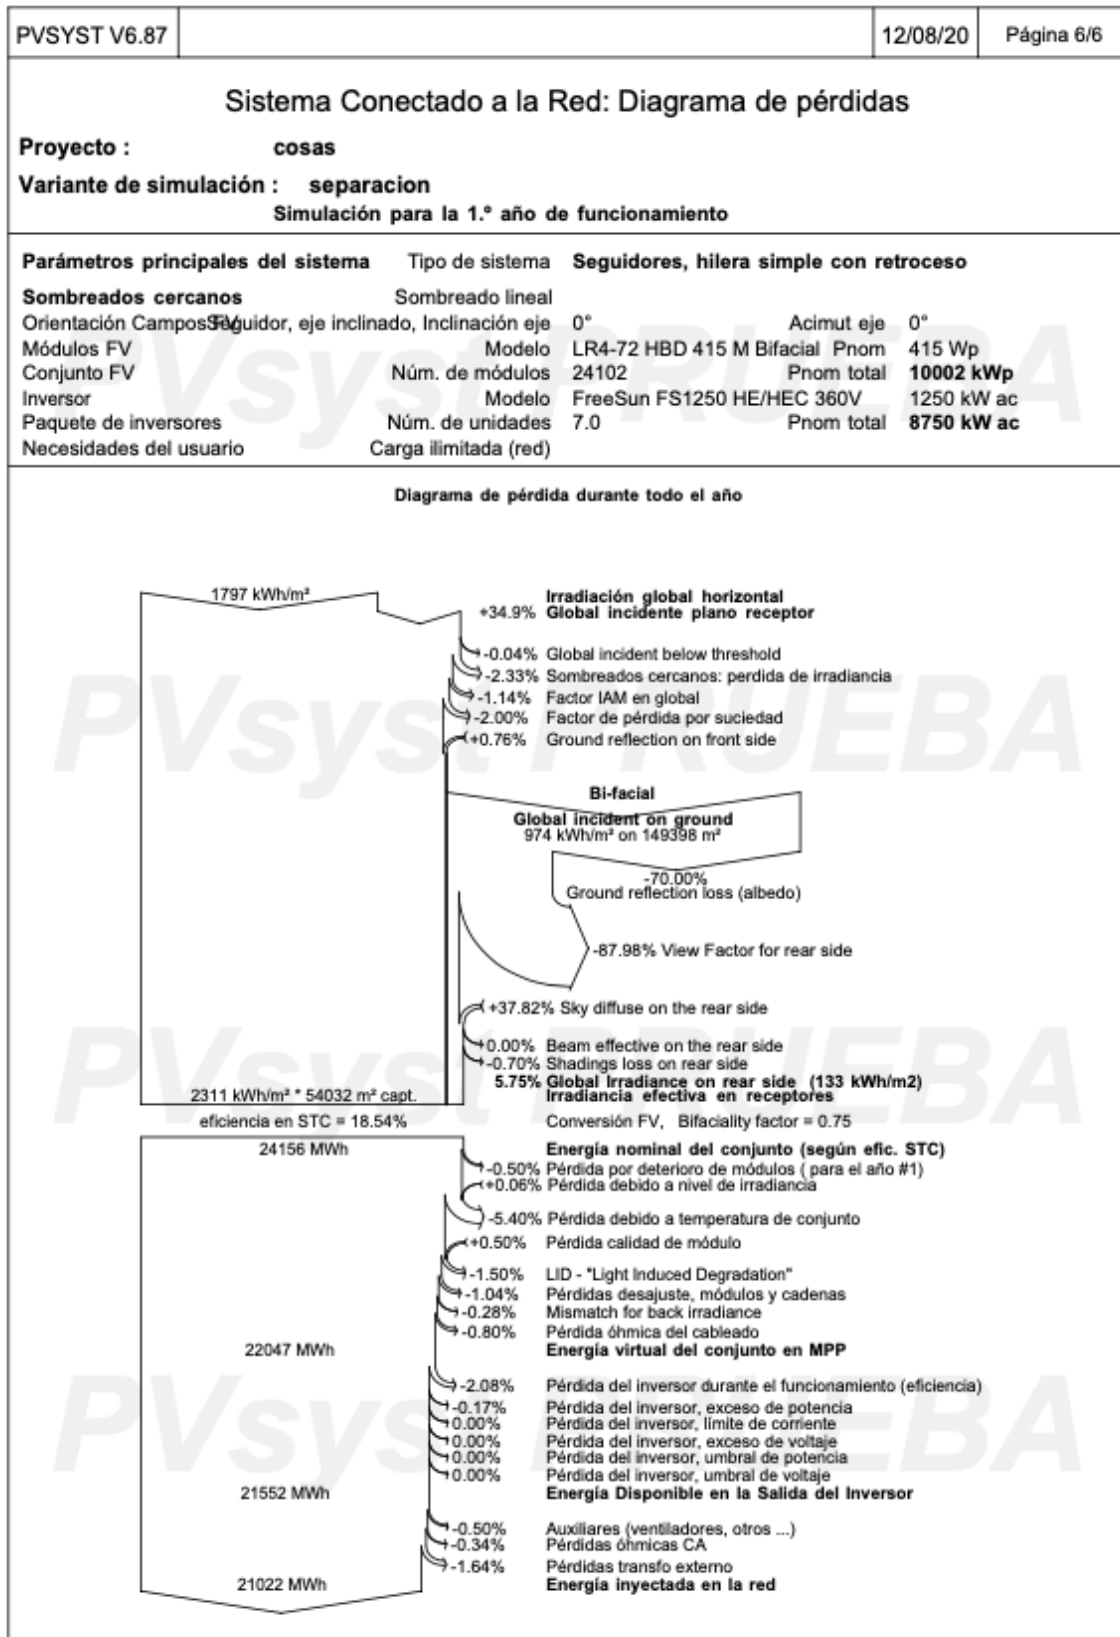 PVSYST V6.87 12/08/20 Página 6/6
Sistema Conectado a la Red: Diagrama de pérdidas
Proyecto : cosas
Variante de simulación : separacion
Simulación para la 1.º año de funcionamiento
Parámetros principales del sistema Tipo de sistema Seguidores, hilera simple con retroceso
Sombreados cercanos Sombreado lineal
Orientación Campos FV Seguidor, eje inclinado, Inclinación eje 0° Acimut eje 0°
Módulos FV Modelo LR4-72 HBD 415 M Bifacial Pnom 415 Wp
Conjunto FV Núm. de módulos 24102 Pnom total 10002 kWp
Inversor Modelo FreeSun FS1250 HE/HEC 360V 1250 kW ac
Paquete de inversores Núm. de unidades 7.0 Pnom total 8750 kW ac
Necesidades del usuario Carga ilimitada (red)
PVsyst PRUEBA
Diagrama de pérdida durante todo el año
1797 kWh/m² Irradiación global horizontal
+34.9% Global incidente plano receptor
-0.04% Global incident below threshold
-2.33% Sombreados cercanos: perdida de irradiancia
-1.14% Factor IAM en global
-2.00% Factor de pérdida por suciedad
+0.76% Ground reflection on front side
PVsyst PRUEBA
Bi-facial
Global incident on ground
974 kWh/m² on 149398 m²
-70.00%
Ground reflection loss (albedo)
-87.98% View Factor for rear side
+37.82% Sky diffuse on the rear side
0.00% Beam effective on the rear side
-0.70% Shadings loss on rear side
PVsyst PRUEBA
5.75% Global Irradiance on rear side (133 kWh/m2)
2311 kWh/m² * 54032 m² capt. Irradiancia efectiva en receptores
eficiencia en STC = 18.54% Conversión FV, Bifaciality factor = 0.75
24156 MWh Energía nominal del conjunto (según efic. STC)
-0.50% Pérdida por deterioro de módulos ( para el año #1)
+0.06% Pérdida debido a nivel de irradiancia
-5.40% Pérdida debido a temperatura de conjunto
+0.50% Pérdida calidad de módulo
-1.50% LID - "Light Induced Degradation"
-1.04% Pérdidas desajuste, módulos y cadenas
-0.28% Mismatch for back irradiance
-0.80% Pérdida óhmica del cableado
22047 MWh Energía virtual del conjunto en MPP
-2.08% Pérdida del inversor durante el funcionamiento (eficiencia)
-0.17% Pérdida del inversor, exceso de potencia
0.00% Pérdida del inversor, límite de corriente
0.00% Pérdida del inversor, exceso de voltaje
0.00% Pérdida del inversor, umbral de potencia
0.00% Pérdida del inversor, umbral de voltaje
PVsyst PRUEBA
21552 MWh Energía Disponible en la Salida del Inversor
-0.50% Auxiliares (ventiladores, otros ...)
-0.34% Pérdidas óhmicas CA
-1.64% Pérdidas transfo externo
21022 MWh Energía inyectada en la red